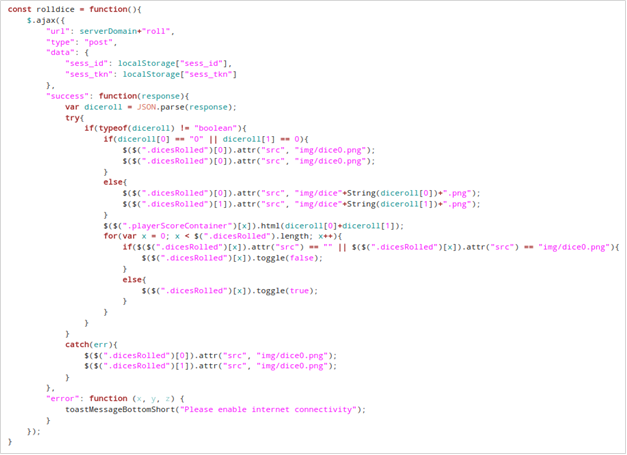 const rolldice = function(){
    $.ajax({
        "url": serverDomain+"roll",
        "type": "post",
        "data": {
            "sess_id": localStorage["sess_id"],
            "sess_tkn": localStorage["sess_tkn"]
        },
        "success": function(response){
            var diceroll = JSON.parse(response);
            try{
                if(typeof(diceroll) != "boolean"){
                    if(diceroll[0] == "0" || diceroll[1] == 0){
                        $($(".dicesRolled")[0]).attr("src", "img/dice0.png");
                        $($(".dicesRolled")[0]).attr("src", "img/dice0.png");
                    }
                    else{
                        $($(".dicesRolled")[0]).attr("src", "img/dice"+String(diceroll[0])+".png");
                        $($(".dicesRolled")[1]).attr("src", "img/dice"+String(diceroll[1])+".png");
                    }
                    $($(".playerScoreContainer")[x]).html(diceroll[0]+diceroll[1]);
                    for(var x = 0; x < $(".dicesRolled").length; x++){
                        if($($(".dicesRolled")[x]).attr("src") == "" || $($(".dicesRolled")[x]).attr("src") == "img/dice0.png"){
                            $($(".dicesRolled")[x]).toggle(false);
                        }
                        else{
                            $($(".dicesRolled")[x]).toggle(true);
                        }
                    }
                }
            }
            catch(err){
                $($(".dicesRolled")[0]).attr("src", "img/dice0.png");
                $($(".dicesRolled")[1]).attr("src", "img/dice0.png");
            }
        },
        "error": function (x, y, z) {
            toastMessageBottomShort("Please enable internet connectivity");
        }
    });
}